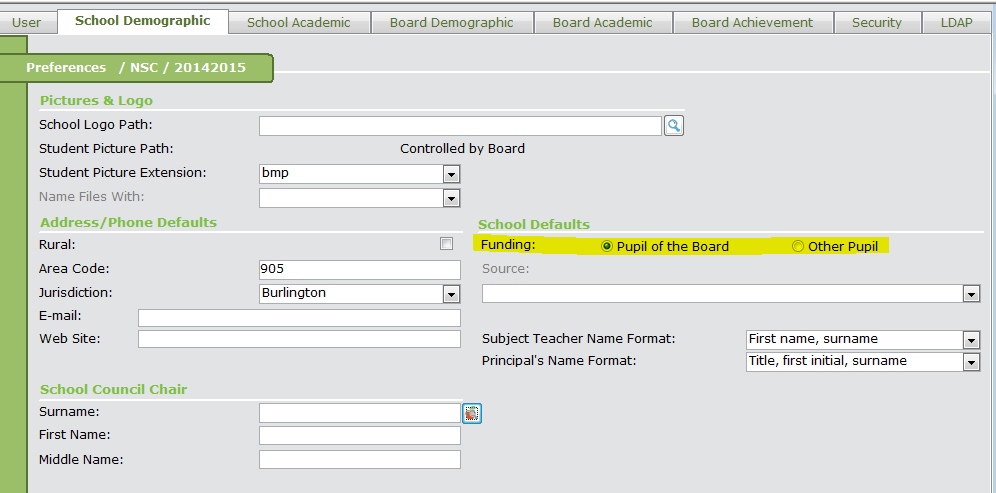 User School Demographic School Academic Board Demographic Board Academic Board Achievement Security LDAP
Preferences / NSC / 20142015
Pictures & Logo
School Logo Path:
Student Picture Path: Controlled by Board
Student Picture Extension: bmp
Name Files With:
Address/Phone Defaults School Defaults
Rural: Funding: Pupil of the Board Other Pupil
Area Code: 905 Source:
Jurisdiction: Burlington
E-mail:
Web Site: Subject Teacher Name Format: First name, surname
Principal's Name Format: Title, first initial, surname
School Council Chair
Surname:
First Name:
Middle Name: